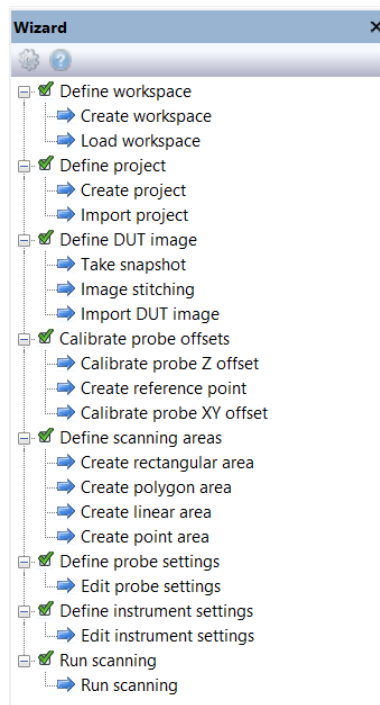 Wizard
Define workspace
Create workspace
Load workspace
Define project
Create project
Import project
Define DUT image
Take snapshot
Image stitching
Import DUT image
Calibrate probe offsets
Calibrate probe Z offset
Create reference point
Calibrate probe XY offset
Define scanning areas
Create rectangular area
Create polygon area
Create linear area
Create point area
Define probe settings
Edit probe settings
Define instrument settings
Edit instrument settings
Run scanning
Run scanning